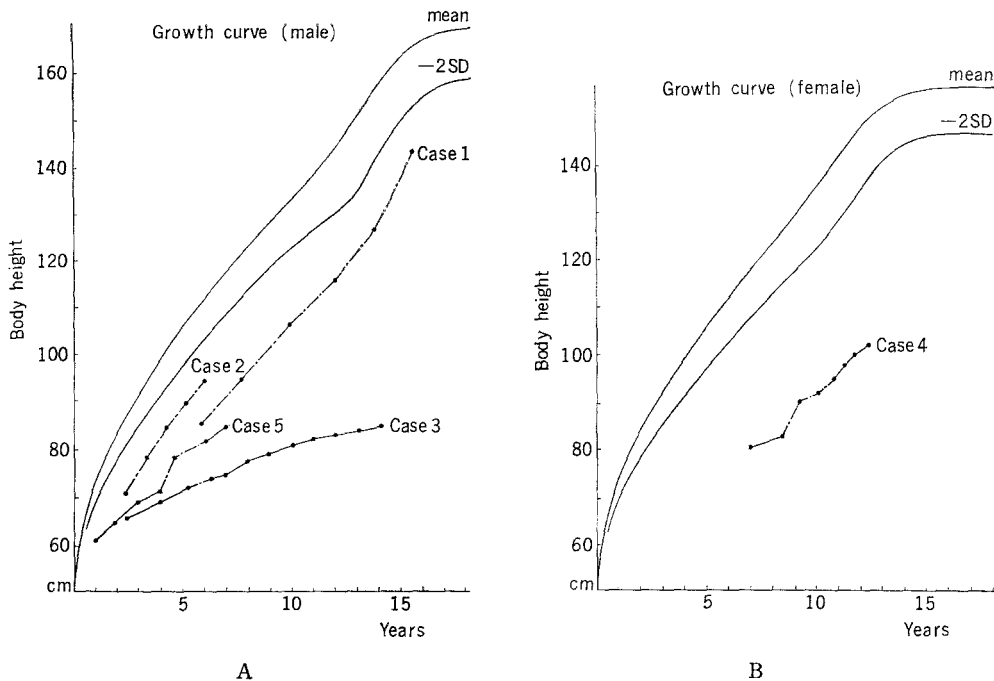 Growth curve (male)
mean
—2SD
160
140
120
100
80
60
cm
Body height
Case 1
Case 2
Case 5
Case 3
5
10
15
Years
A
Growth curve (female)
mean
—2SD
140
120
100
80
60
cm
Body height
Case 4
5
10
15
Years
B